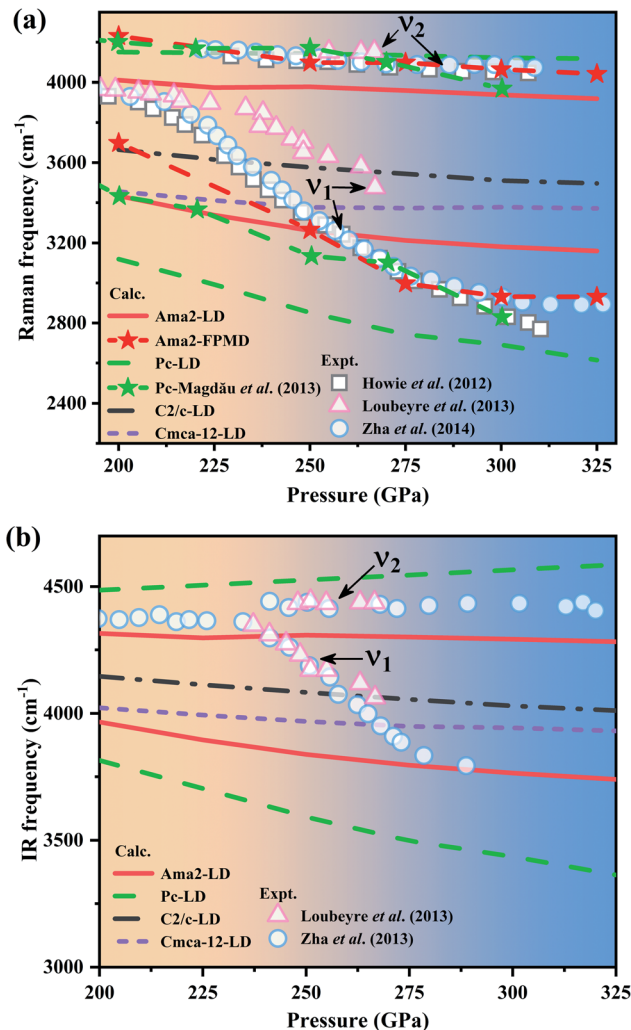 (a)
ν2
ν1
4000
3600
3200
2800
2400
Raman frequency (cm-1)
Calc.
Ama2-LD
Ama2-FPMD
Pc-LD
Pc-Magdău et al. (2013)
C2/c-LD
Cmca-12-LD
Expt.
Howie et al. (2012)
Loubeyre et al. (2013)
Zha et al. (2014)
200 225 250 275 300 325
Pressure (GPa)
(b)
ν2
ν1
4500
4000
3500
3000
IR frequency (cm-1)
Calc.
Ama2-LD
Pc-LD
C2/c-LD
Cmca-12-LD
Expt.
Loubeyre et al. (2013)
Zha et al. (2013)
200 225 250 275 300 325
Pressure (GPa)